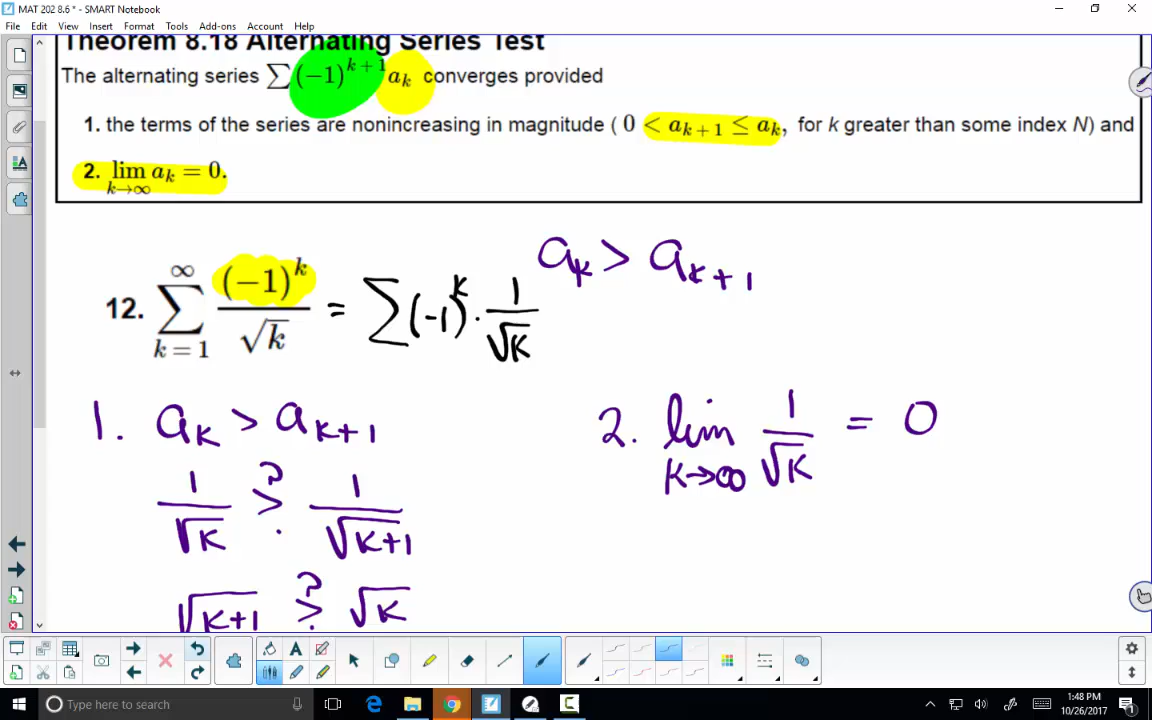 MAT 202 8.6 * - SMART Notebook
File Edit View Insert Format Tools Add-ons Account Help
Theorem 8.18 Alternating Series Test
The alternating series ∑(−1)^{k+1} a_k converges provided
1. the terms of the series are nonincreasing in magnitude ( 0 < a_{k+1} ≤ a_k, for k greater than some index N) and
2. lim_{k→∞} a_k = 0.
a_k > a_{k+1}
12. ∑_{k=1}^{∞} (−1)^k / √k = ∑(-1)^k · 1/√k
1. a_k > a_{k+1}
1/√k >? 1/√(k+1)
√(k+1) >? √k
2. lim_{k→∞} 1/√k = 0
Type here to search
1:48 PM
10/26/2017
1